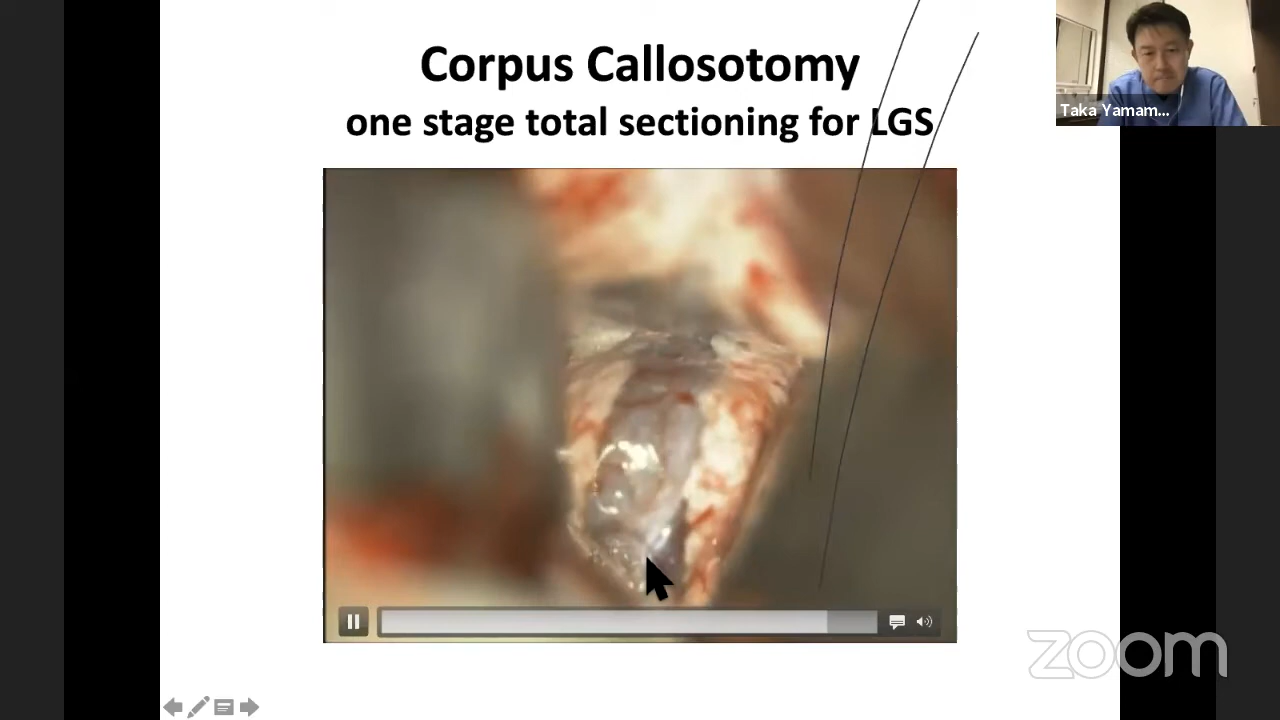 Corpus Callosotomy
one stage total sectioning for LGS
Taka Yamam...
zoom